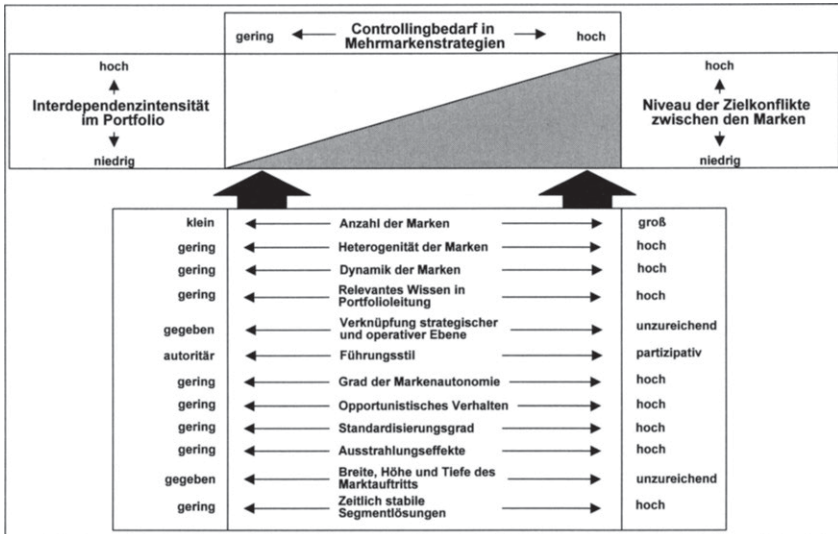 Controllingbedarf in
Mehrmarkenstrategien
gering
hoch
hoch
Interdependenzintensität
im Portfolio
niedrig
hoch
Niveau der Zielkonflikte
zwischen den Marken
niedrig
klein Anzahl der Marken groß
gering Heterogenität der Marken hoch
gering Dynamik der Marken hoch
gering Relevantes Wissen in hoch
Portfolioleitung
gegeben Verknüpfung strategischer unzureichend
und operativer Ebene
autoritär Führungsstil partizipativ
gering Grad der Markenautonomie hoch
gering Opportunistisches Verhalten hoch
gering Standardisierungsgrad hoch
gering Ausstrahlungseffekte hoch
gegeben Breite, Höhe und Tiefe des unzureichend
Marktauftritts
gering Zeitlich stabile hoch
Segmentlösungen